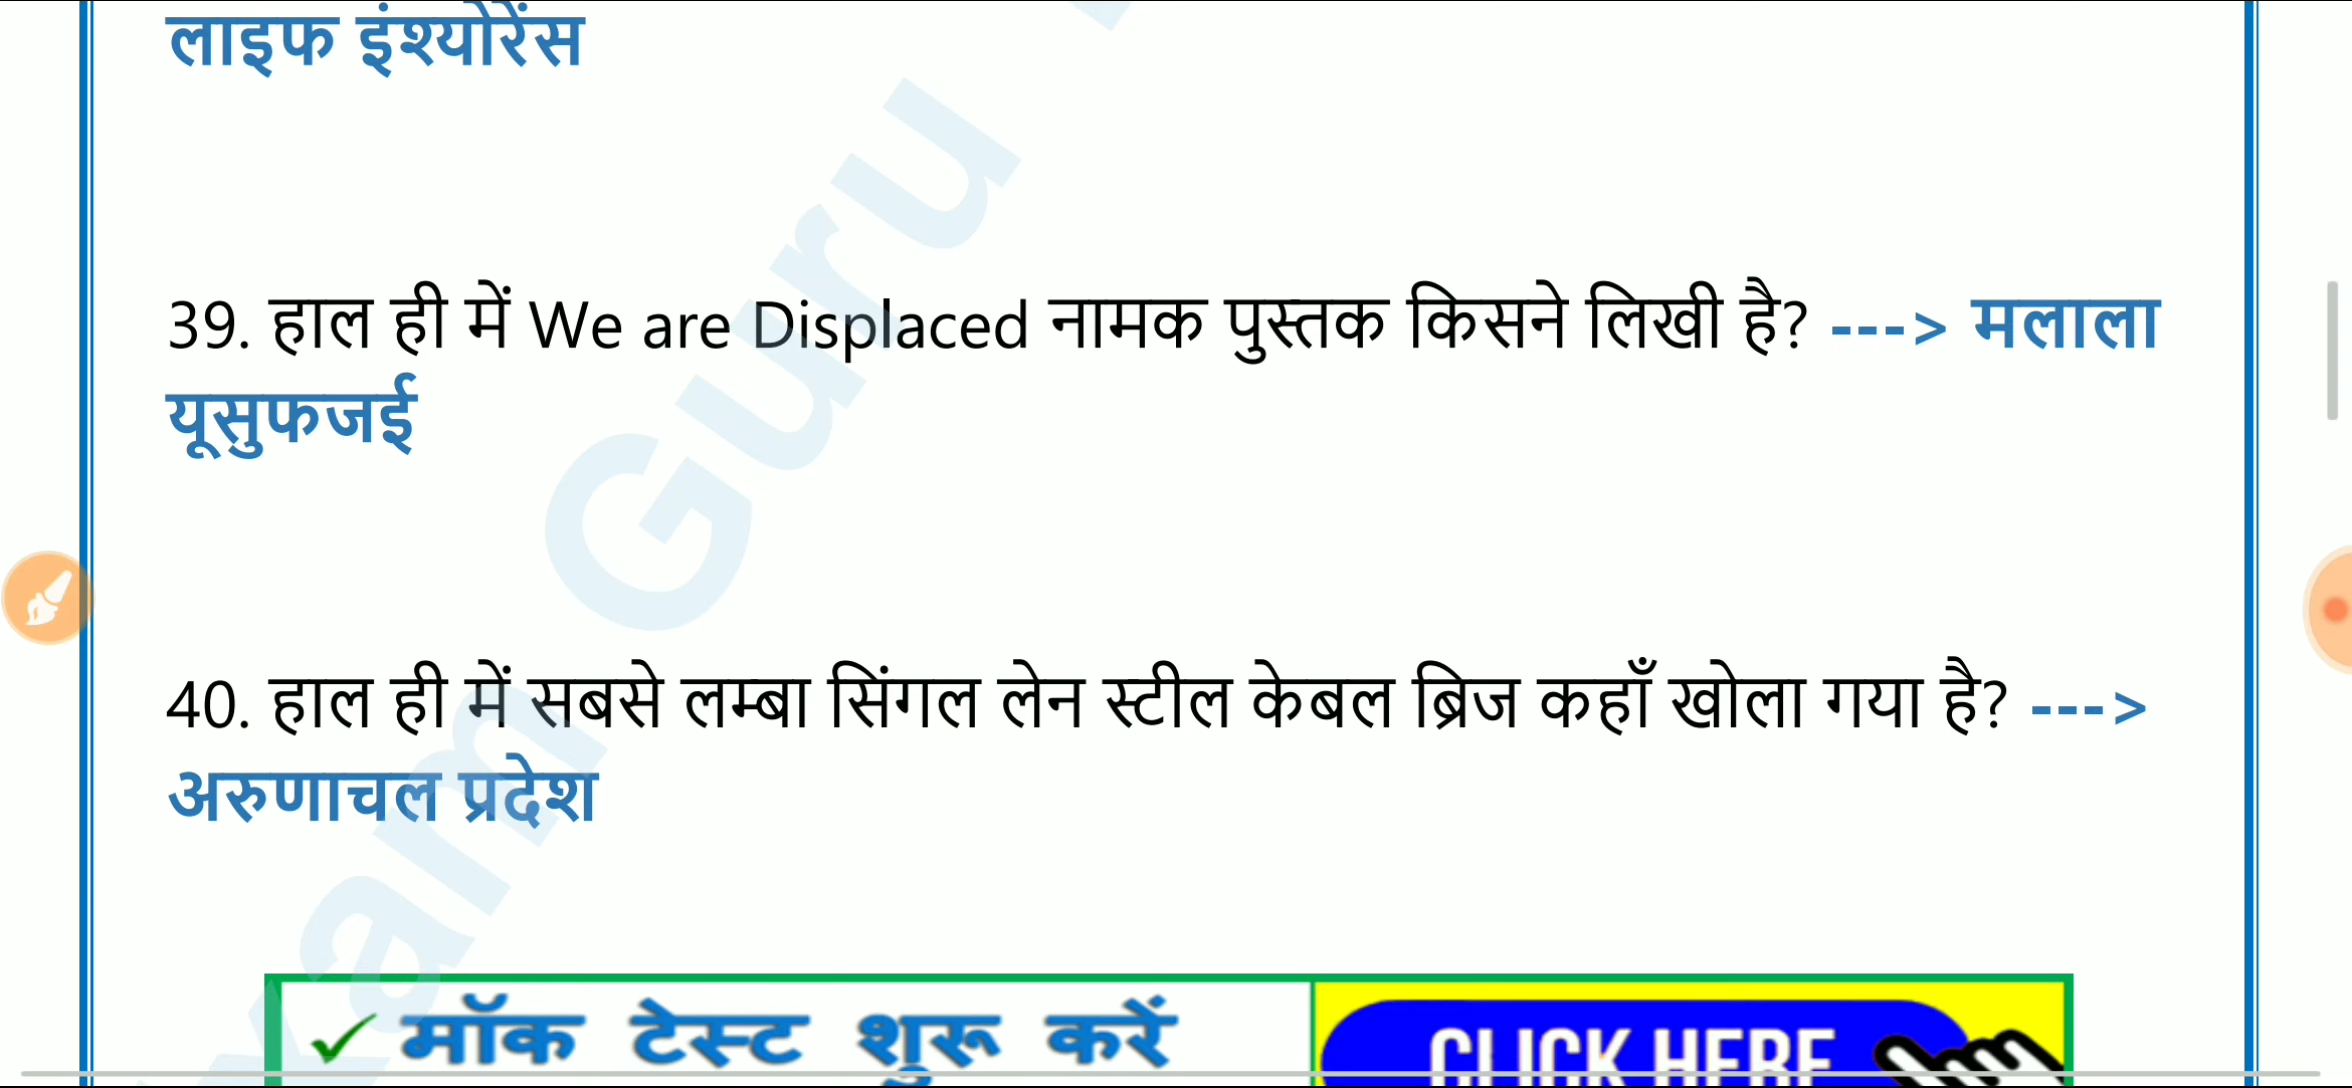 लाइफ इंश्योरेंस
39. हाल ही में We are Displaced नामक पुस्तक किसने लिखी है? ---> मलाला
यूसुफजई
40. हाल ही में सबसे लम्बा सिंगल लेन स्टील केबल ब्रिज कहाँ खोला गया है? --->
अरुणाचल प्रदेश
मॉक टेस्ट शुरू करें
CLICK HERE
Guru